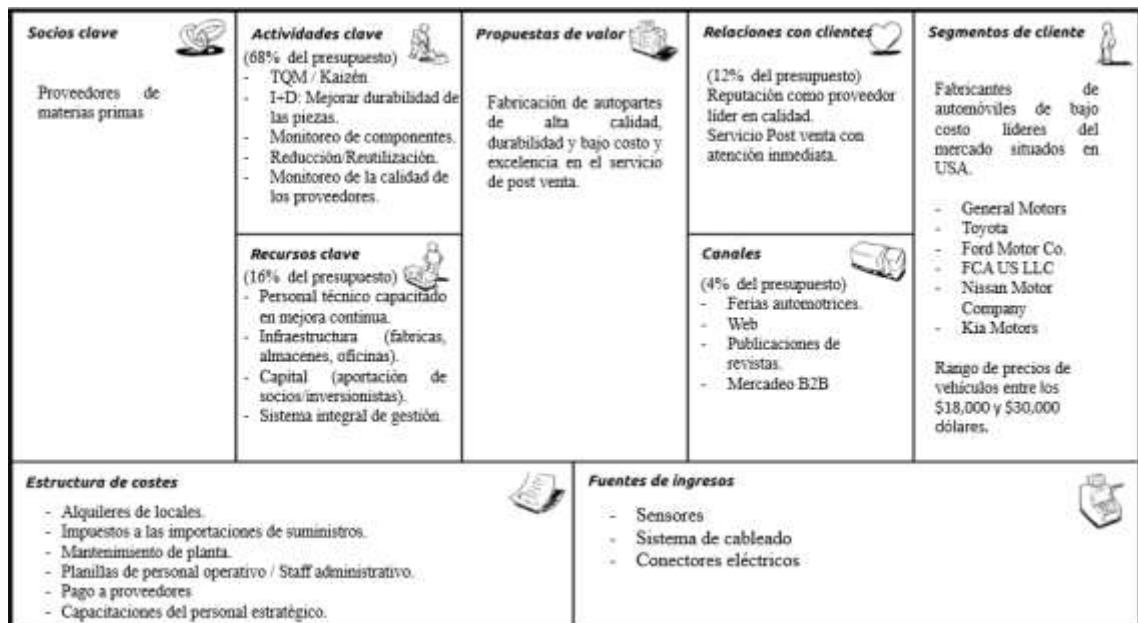 Socios clave
Proveedores de
materias primas
Actividades clave
(68% del presupuesto)
- TQM / Kaizén
- I+D: Mejorar durabilidad de
las piezas.
- Monitoreo de componentes.
- Reducción/Reutilización.
- Monitoreo de la calidad de
los proveedores.
Recursos clave
(16% del presupuesto)
- Personal técnico capacitado
en mejora continua.
- Infraestructura (fabricas,
almacenes, oficinas).
- Capital (aportación de
socios/inversionistas).
- Sistema integral de gestión.
Propuestas de valor
Fabricación de autopartes
de alta calidad,
durabilidad y bajo costo y
excelencia en el servicio
de post venta.
Relaciones con clientes
(12% del presupuesto)
Reputación como proveedor
líder en calidad.
Servicio Post venta con
atención inmediata.
Canales
(4% del presupuesto)
- Ferias automotrices.
- Web
- Publicaciones de
revistas.
- Mercadeo B2B
Segmentos de cliente
Fabricantes de
automóviles de bajo
costo líderes del
mercado situados en
USA.
- General Motors
- Toyota
- Ford Motor Co.
- FCA US LLC
- Nissan Motor
Company
- Kia Motors
Rango de precios de
vehículos entre los
$18,000 y $30,000
dólares.
Estructura de costes
- Alquileres de locales.
- Impuestos a las importaciones de suministros.
- Mantenimiento de planta.
- Planillas de personal operativo / Staff administrativo.
- Pago a proveedores
- Capacitaciones del personal estratégico.
Fuentes de ingresos
- Sensores
- Sistema de cableado
- Conectores eléctricos